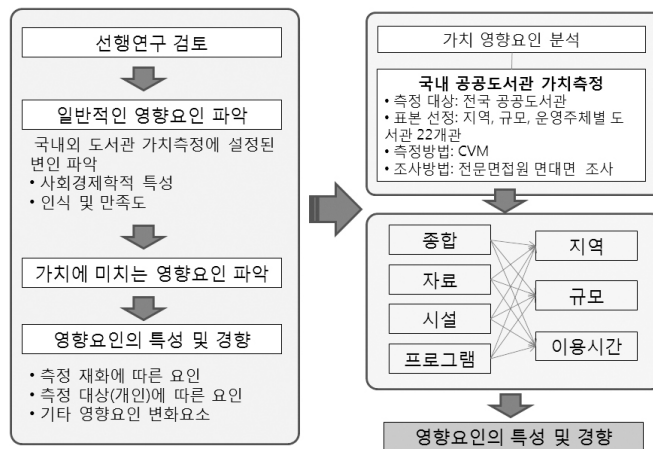 선행연구 검토
일반적인 영향요인 파악
국내외 도서관 가치측정에 설정된
변인 파악
• 사회경제학적 특성
• 인식 및 만족도
가치에 미치는 영향요인 파악
영향요인의 특성 및 경향
• 측정 재화에 따른 요인
• 측정 대상(개인)에 따른 요인
• 기타 영향요인 변화요소
가치 영향요인 분석
국내 공공도서관 가치측정
• 측정 대상: 전국 공공도서관
• 표본 선정: 지역, 규모, 운영주체별 도
서관 22개관
• 측정방법: CVM
• 조사방법: 전문면접원 면대면 조사
종합
자료
시설
프로그램
지역
규모
이용시간
영향요인의 특성 및 경향